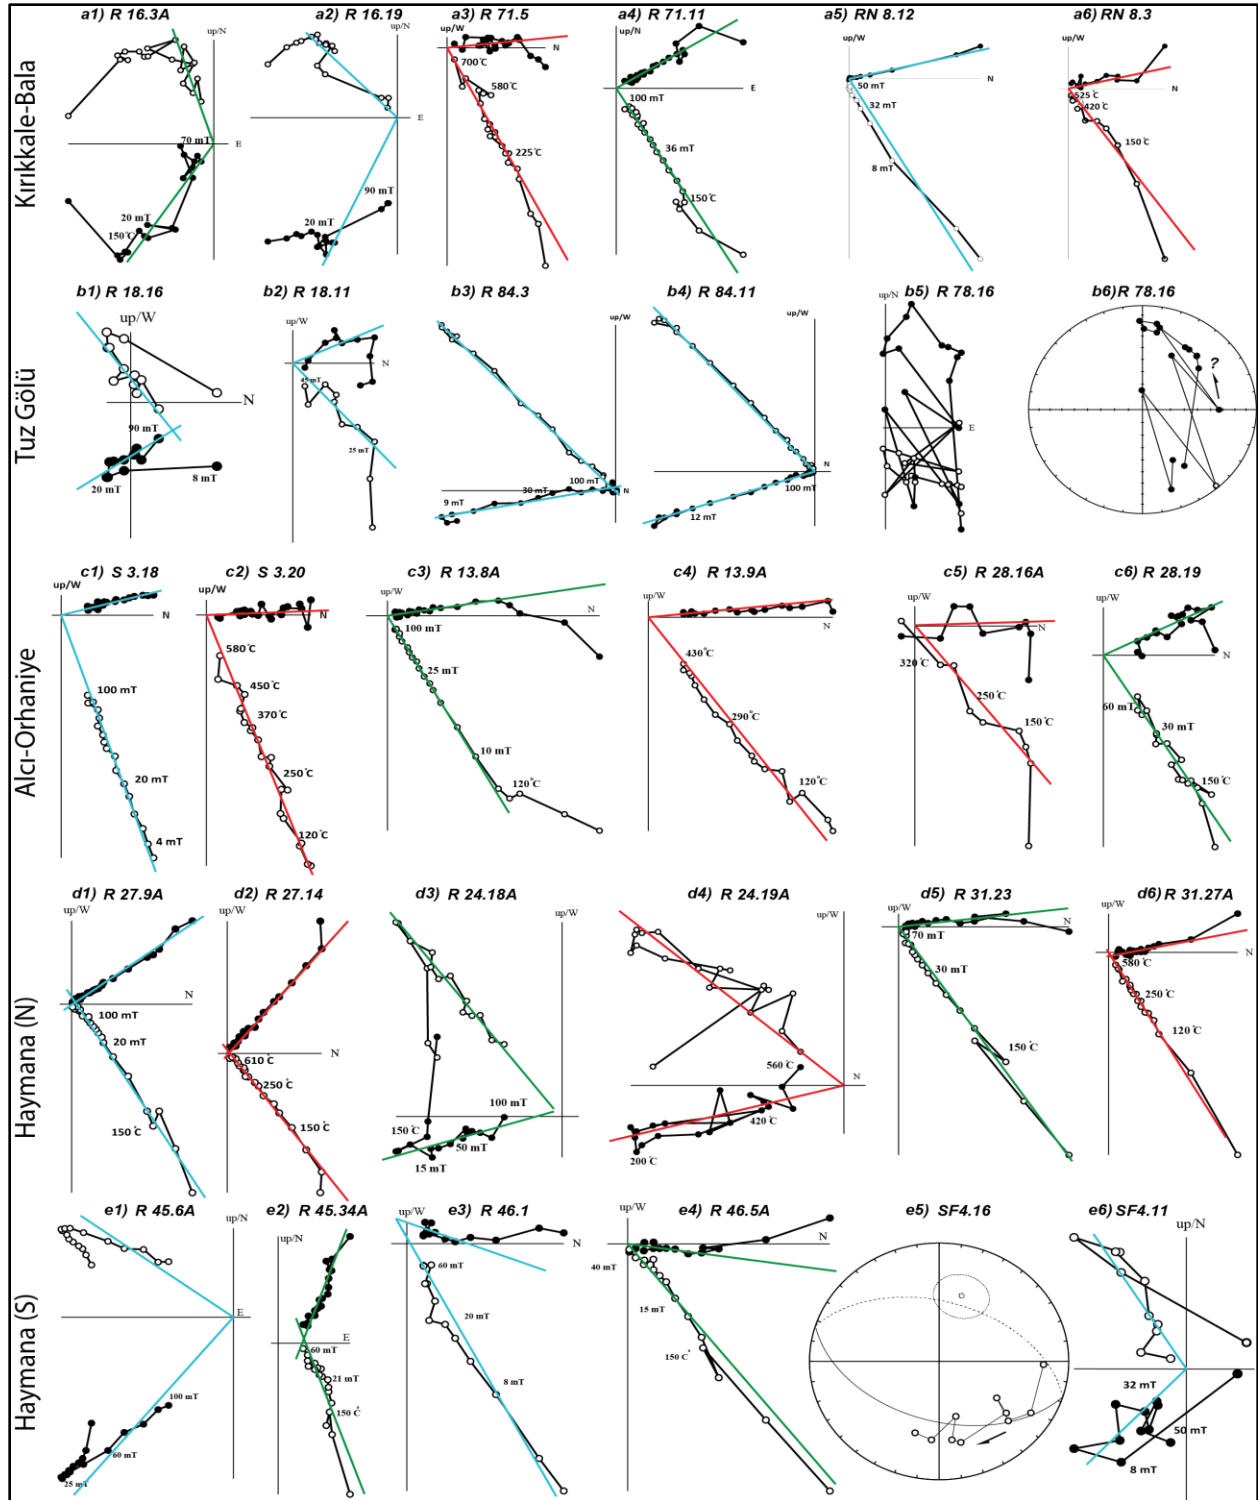 Kırıkkale-Bala
a1) R 16.3A
up/N
E
70 mT
20 mT
150°C
a2) R 16.19
up/N
E
90 mT
20 mT
a3) R 71.5
up/W
N
700°C
580°C
225°C
a4) R 71.11
up/N
E
100 mT
36 mT
150°C
a5) RN 8.12
up/W
N
50 mT
32 mT
8 mT
a6) RN 8.3
up/W
N
525°C
420°C
150°C
Tuz Gölü
b1) R 18.16
up/W
N
90 mT
20 mT
8 mT
b2) R 18.11
up/W
N
45 mT
25 mT
b3) R 84.3
up/W
N
100 mT
30 mT
9 mT
b4) R 84.11
up/W
N
100 mT
12 mT
b5) R 78.16
up/N
E
b6) R 78.16
?
Alcı-Orhaniye
c1) S 3.18
up/W
N
100 mT
20 mT
4 mT
c2) S 3.20
up/W
N
580°C
450°C
370°C
250°C
120°C
c3) R 13.8A
up/W
N
100 mT
25 mT
10 mT
120°C
c4) R 13.9A
up/W
N
430°C
290°C
120°C
c5) R 28.16A
up/W
N
320°C
250°C
150°C
c6) R 28.19
up/W
N
60 mT
30 mT
150°C
Haymana (N)
d1) R 27.9A
up/W
N
100 mT
20 mT
150°C
d2) R 27.14
up/W
N
610°C
250°C
150°C
d3) R 24.18A
up/W
N
100 mT
150°C
50 mT
15 mT
d4) R 24.19A
up/W
N
560°C
420°C
200°C
d5) R 31.23
up/W
N
70 mT
30 mT
150°C
d6) R 31.27A
up/W
N
580°C
250°C
120°C
Haymana (S)
e1) R 45.6A
up/N
E
100 mT
60 mT
25 mT
e2) R 45.34A
up/N
E
60 mT
21 mT
150°C
e3) R 46.1
up/W
N
60 mT
20 mT
8 mT
e4) R 46.5A
up/W
N
40 mT
15 mT
150 C°
e5) SF4.16
e6) SF4.11
up/N
32 mT
50 mT
8 mT